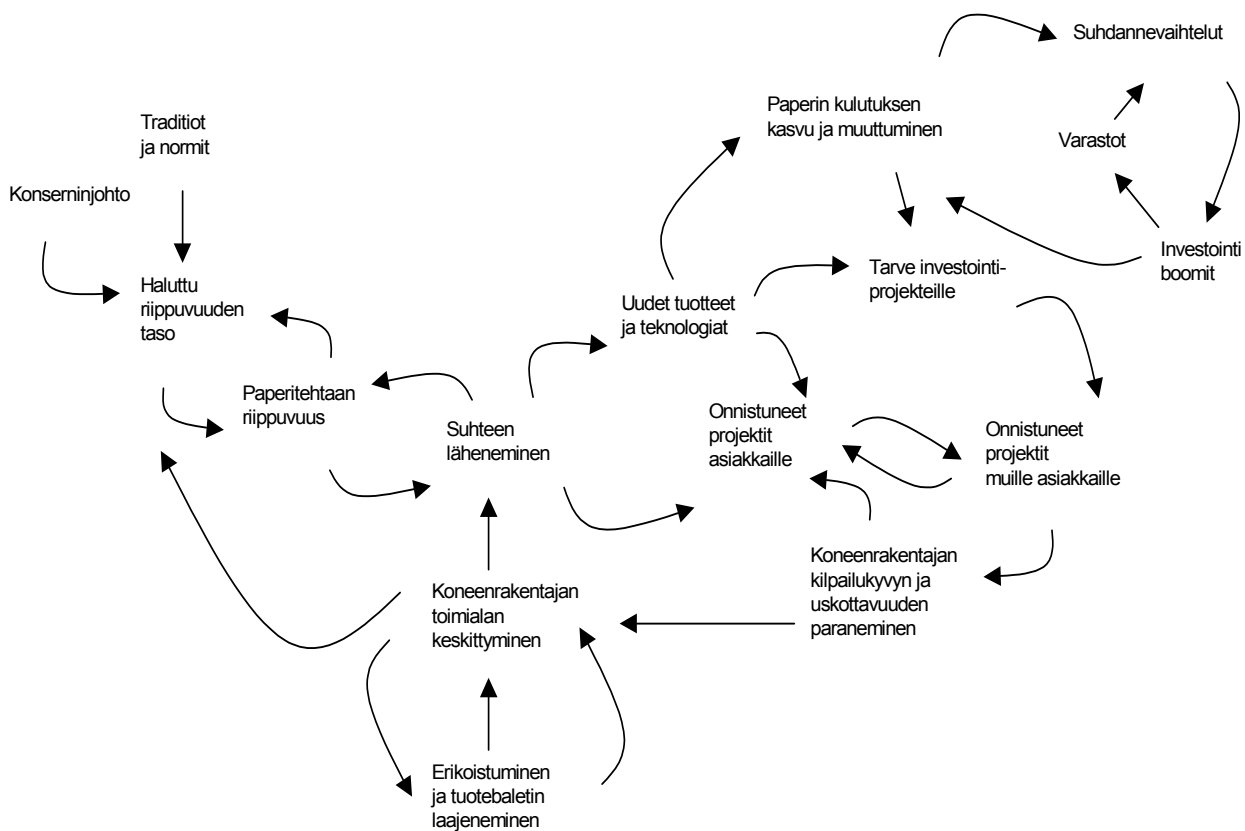 Suhdannevaihtelut
Paperin kulutuksen
kasvu ja muuttuminen
Traditiot
ja normit
Varastot
Konserninjohto
Investointi
boomit
Tarve investointi-
projekteille
Haluttu
riippuvuuden
taso
Uudet tuotteet
ja teknologiat
Paperitehtaan
riippuvuus
Suhteen
läheneminen
Onnistuneet
projektit
asiakkaille
Onnistuneet
projektit
muille asiakkaille
Koneenrakentajan
kilpailukyvyn ja
uskottavuuden
paraneminen
Koneenrakentajan
toimialan
keskittyminen
Erikoistuminen
ja tuotebaletin
laajeneminen